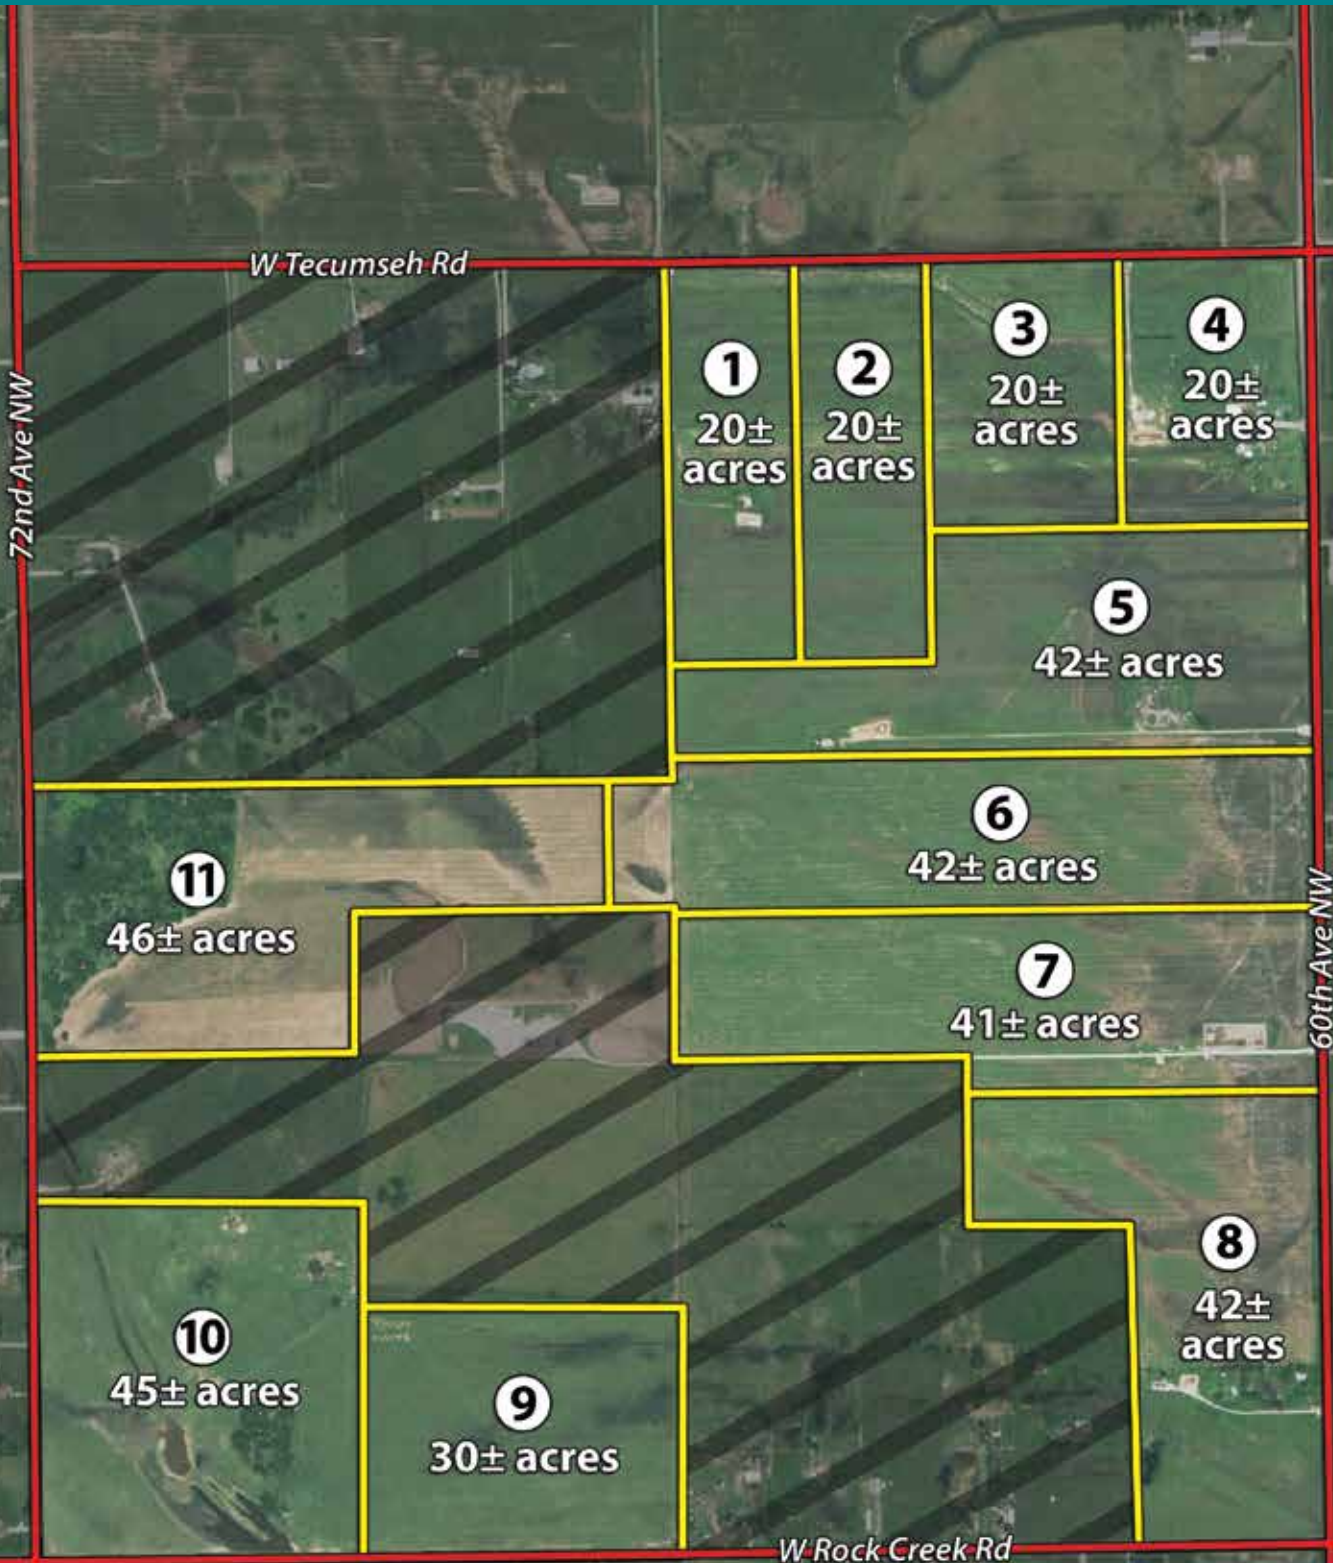 W Tecumseh Rd
72nd Ave NW
1
20±
acres
2
20±
acres
3
20±
acres
4
20±
acres
5
42± acres
6
42± acres
11
46± acres
7
41± acres
60th Ave NW
8
42±
acres
10
45± acres
9
30± acres
W Rock Creek Rd